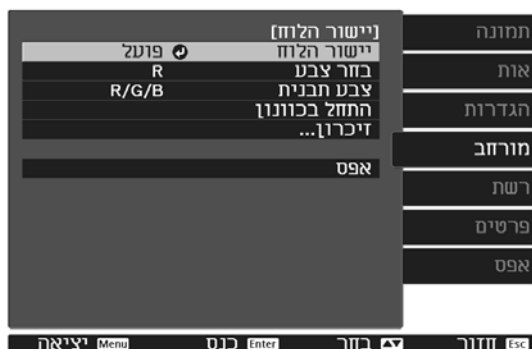 [יישור הלוח]
יישור הלוח פועל
בחר צבע R
צבע תבנית R/G/B
התחל בכוונון
זיכרון...
אפס
תמונה
אות
הגדרות
מורחב
רשת
פרטים
אפס
Esc חזור בחר Enter כנס Menu יציאה